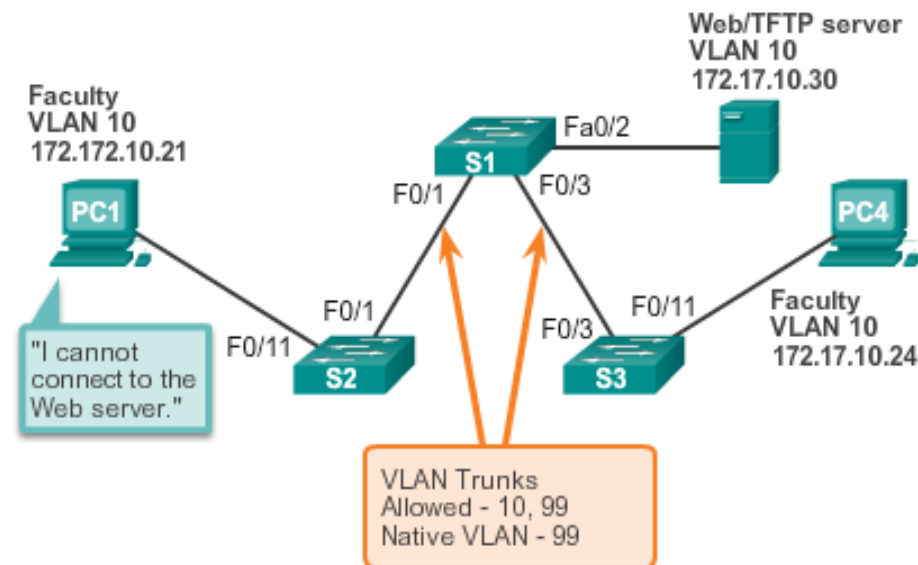 Web/TFTP server
VLAN 10
172.17.10.30
Faculty
VLAN 10
172.172.10.21
Fa0/2
S1
F0/1
F0/3
PC1
PC4
F0/1
F0/3
F0/11
F0/11
Faculty
VLAN 10
172.17.10.24
"I cannot
connect to the
Web server."
S2
S3
VLAN Trunks
Allowed - 10, 99
Native VLAN - 99